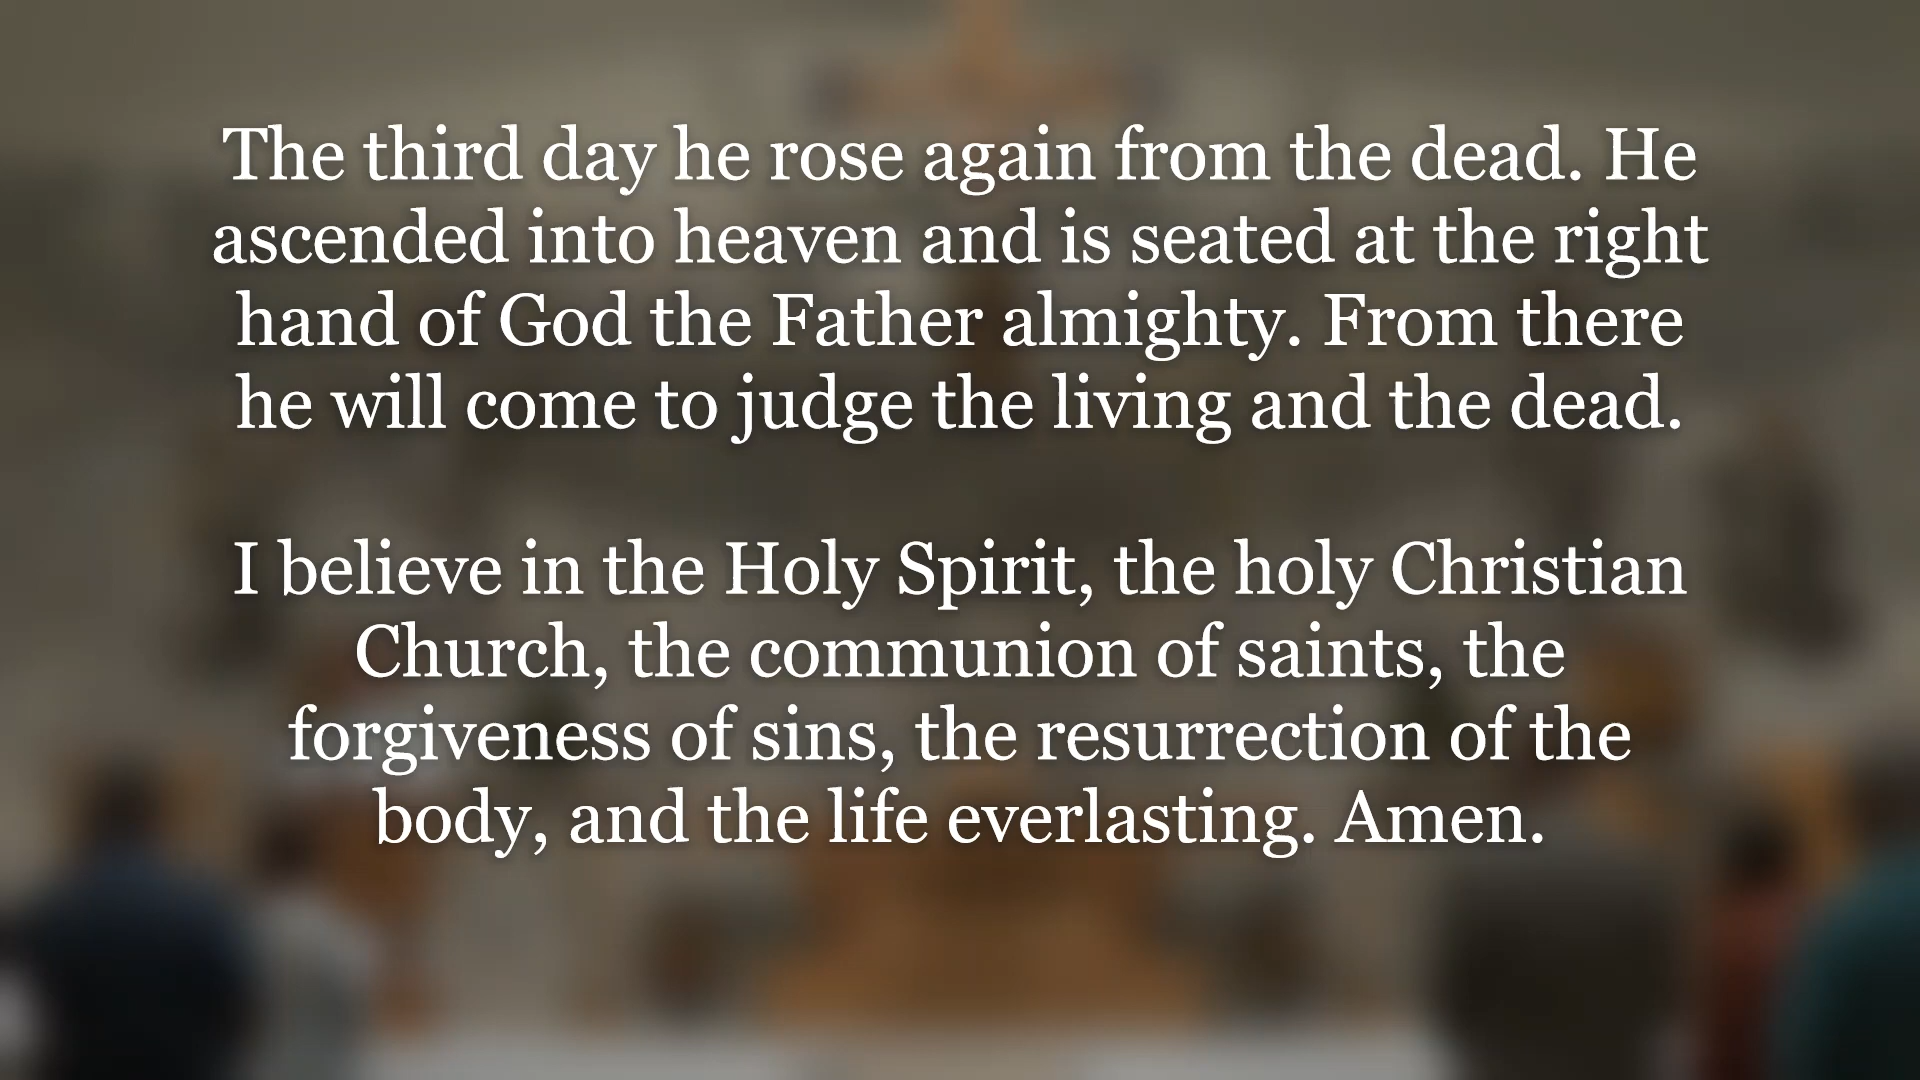 The third day he rose again from the dead. He
ascended into heaven and is seated at the right
hand of God the Father almighty. From there
he will come to judge the living and the dead.
I believe in the Holy Spirit, the holy Christian
Church, the communion of saints, the
forgiveness of sins, the resurrection of the
body, and the life everlasting. Amen.